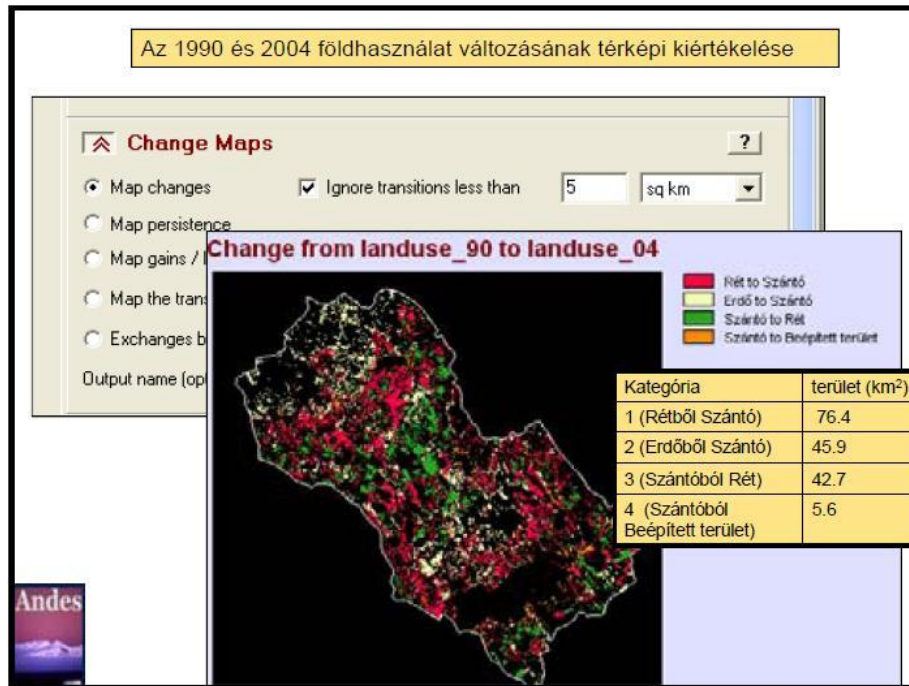 Az 1990 és 2004 földhasználat változásának térképi kiértékelése
Change Maps
?
Map changes
Ignore transitions less than
5
sq km
Map persistence
Map gains /
Map the
Exchanges
Output name
Change from landuse_90 to landuse_04
Rét to Szántó
Erdő to Szántó
Szántó to Rét
Szántó to Beépített terület
Kategória terület (km²)
1 (Rétből Szántó) 76.4
2 (Erdőből Szántó) 45.9
3 (Szántóból Rét) 42.7
4 (Szántóból
Beépített terület) 5.6
Andes